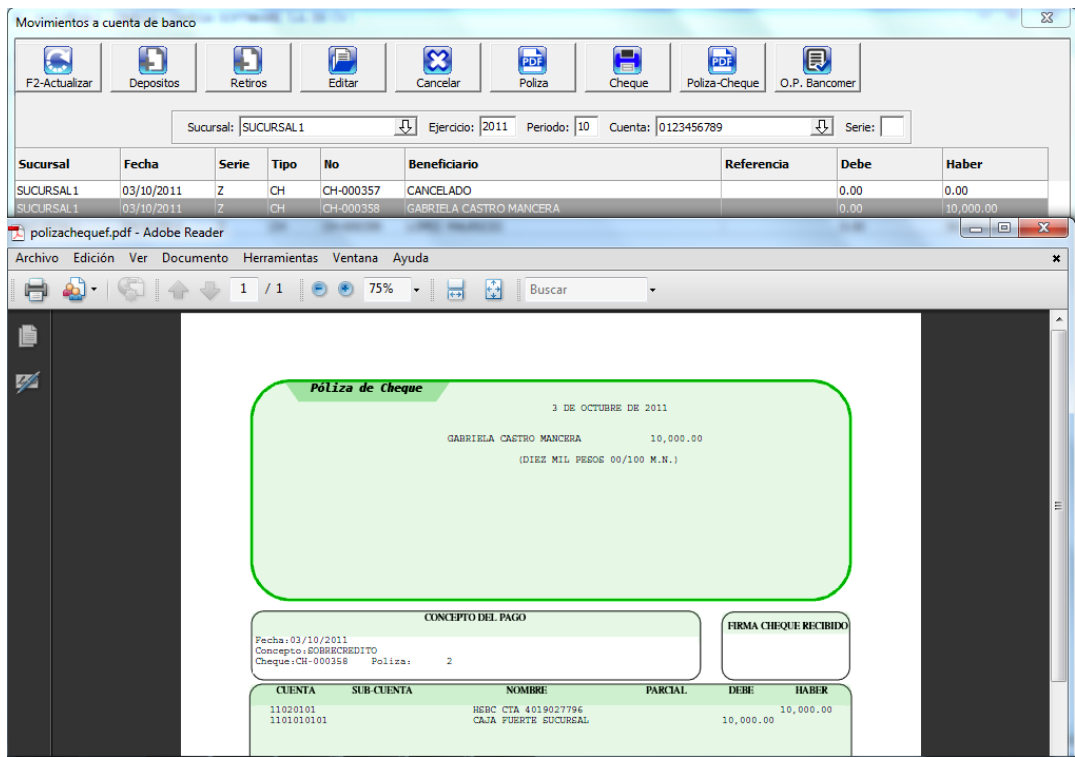 Movimientos a cuenta de banco
F2-Actualizar Depositos Retiros Editar Cancelar Poliza Cheque Poliza-Cheque O.P. Bancomer
Sucursal: SUCURSAL1 Ejercicio: 2011 Periodo: 10 Cuenta: 0123456789 Serie:
Sucursal Fecha Serie Tipo No Beneficiario Referencia Debe Haber
SUCURSAL1 03/10/2011 Z CH CH-000357 CANCELADO 0.00 0.00
SUCURSAL1 03/10/2011 Z CH CH-000358 GABRIELA CASTRO MANCERA 0.00 10,000.00
polizachequef.pdf - Adobe Reader
Archivo Edición Ver Documento Herramientas Ventana Ayuda
1 / 1 75% Buscar
Póliza de Cheque
3 DE OCTUBRE DE 2011
GABRIELA CASTRO MANCERA 10,000.00
(DIEZ MIL PESOS 00/100 M.N.)
CONCEPTO DEL PAGO
FIRMA CHEQUE RECIBIDO
Fecha:03/10/2011
Concepto:SOBRECREDITO
Cheque:CH-000358 Poliza: 2
CUENTA SUB-CUENTA NOMBRE PARCIAL DEBE HABER
11020101 HSBC CTA 4019027796 10,000.00
1101010101 CAJA FUERTE SUCURSAL 10,000.00